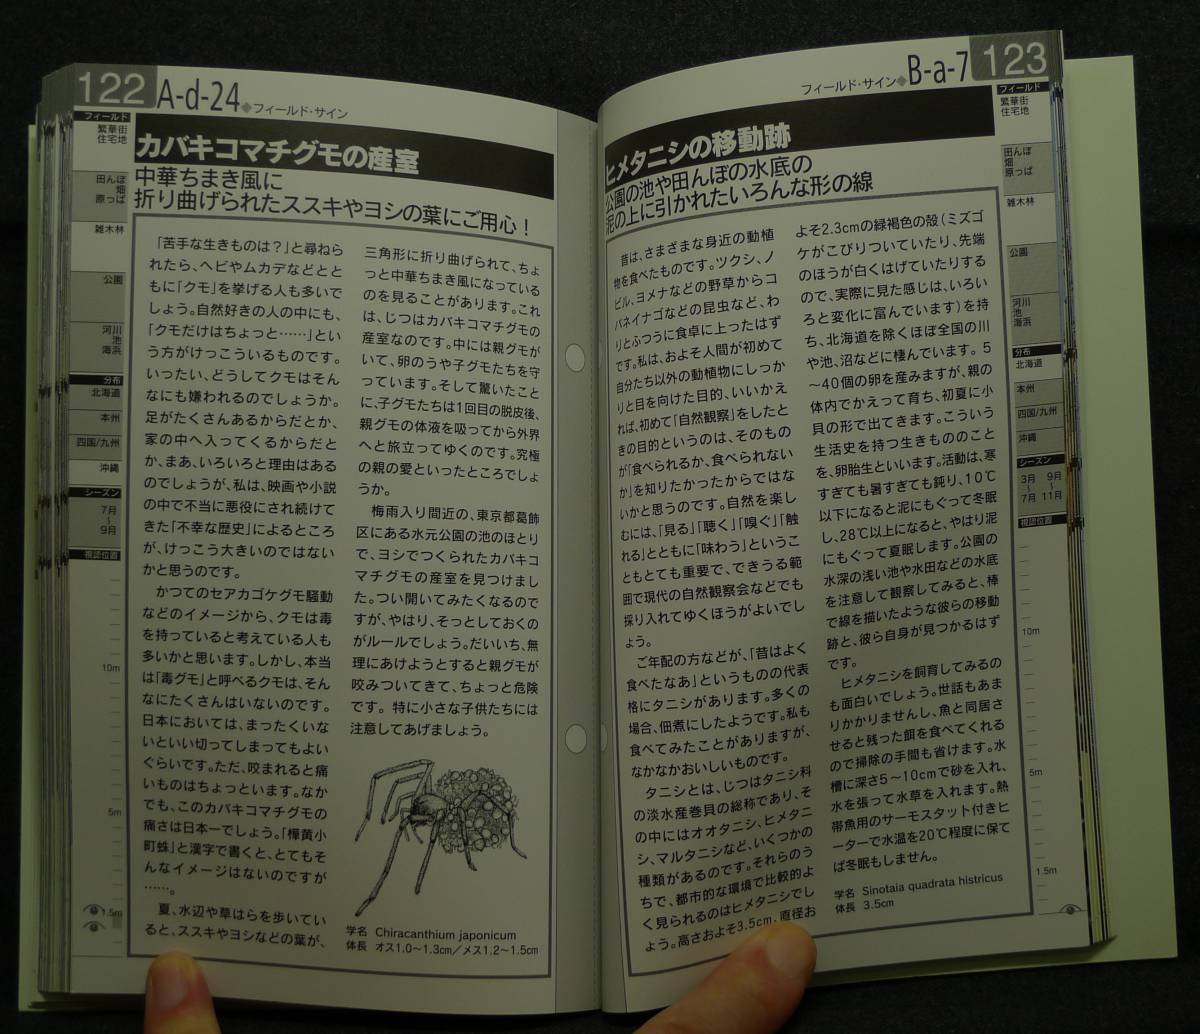 122
A-d-24
◆フィールド・サイン
フィールド
繁華街
住宅地
田んぼ
畑
原っぱ
雑木林
公園
河川
池
海浜
分布
北海道
本州
四国/九州
沖縄
シーズン
7月
〜
9月
視認位置
10m
5m
1.5m
カバキコマチグモの産室
中華ちまき風に
折り曲げられたススキやヨシの葉にご用心！
「苦手な生きものは？」と尋ねら
れたら、ヘビやムカデなどとと
もに「クモ」を挙げる人も多いで
しょう。自然好きの人の中にも、
「クモだけはちょっと……」とい
う方がけっこういるものです。
いったい、どうしてクモはそん
なにも嫌われるのでしょうか。
足がたくさんあるからだとか、
家の中へ入ってくるからだと
か、まあ、いろいろと理由はある
のでしょうが、私は、映画や小説
の中で不当に悪役にされ続けて
きた「不幸な歴史」によるところ
が、けっこう大きいのではない
かと思うのです。
かつてのセアカゴケグモ騒動
などのイメージから、クモは毒
を持っていると考えている人も
多いかと思います。しかし、本当
は「毒グモ」と呼べるクモは、そん
なにたくさんはいないのです。
日本においては、まったくいな
いといい切ってしまってもよい
ぐらいです。ただ、咬まれると痛
いものはちょっといます。なか
でも、このカバキコマチグモの
痛さは日本一でしょう。「樺黄小
町蛛」と漢字で書くと、とてもそ
んなイメージはないのですが
……。
夏、水辺や草はらを歩いてい
ると、ススキやヨシなどの葉が、
三角形に折り曲げられて、ちょ
っと中華ちまき風になっている
のを見ることがあります。これ
は、じつはカバキコマチグモの
産室なのです。中には親グモが
いて、卵のうや子グモたちを守
っています。そして驚いたこと
に、子グモたちは1回目の脱皮後、
親グモの体液を吸ってから外界
へと旅立ってゆくのです。究極
の親の愛といったところでしょ
うか。
梅雨入り間近の、東京都葛飾
区にある水元公園の池のほとり
で、ヨシでつくられたカバキコ
マチグモの産室を見つけまし
た。つい開いてみたくなるので
すが、やはり、そっとしておくの
がルールでしょう。だいいち、無
理にあけようとすると親グモが
咬みついてきて、ちょっと危険
です。特に小さな子供たちには
注意してあげましょう。
学名 Chiracanthium japonicum
体長 オス1.0〜1.3cm／メス1.2〜1.5cm
フィールド・サイン◆
B-a-7
123
ヒメタニシの移動跡
公園の池や田んぼの水底の
泥の上に引かれたいろんな形の線
昔は、さまざまな身近の動植
物を食べたものです。ツクシ、ノ
ビル、ヨメナなどの野草からコ
バネイナゴなどの昆虫など、わ
りとふつうに食卓に上ったはず
です。私は、およそ人間が初めて
自分たち以外の動植物にしっか
りと目を向けた目的、いいかえ
れば、初めて「自然観察」をしたと
きの目的というのは、そのもの
が「食べられるか、食べられない
か」を知りたかったからではな
いかと思うのです。自然を楽し
むには、「見る」「聴く」「嗅ぐ」「触
れる」とともに「味わう」というこ
ともとても重要で、できうる範
囲で現代の自然観察会などでも
採り入れてゆくほうがよいでし
ょう。
ご年配の方などが、「昔はよく
食べたなあ」というものの代表
格にタニシがあります。多くの
場合、佃煮にしたようです。私も
食べてみたことがありますが、
なかなかおいしいものです。
タニシとは、じつはタニシ科
の淡水産巻貝の総称であり、そ
の中にはオオタニシ、ヒメタニ
シ、マルタニシなど、いくつかの
種類があるのです。それらのう
ちで、都市的な環境で比較的よ
く見られるのはヒメタニシでし
ょう。高さおよそ3.5cm、直径お
よそ2.3cmの緑褐色の殻（ミズゴ
ケがこびりついていたり、先端
のほうが白くはげていたりする
ので、実際に見た感じは、いろい
ろと変化に富んでいます）を持
ち、北海道を除くほぼ全国の川
や池、沼などに棲んでいます。5
〜40個の卵を産みますが、親の
体内でかえって育ち、初夏に小
貝の形で出てきます。こういう
生活史を持つ生きもののこと
を、卵胎生といいます。活動は、寒
すぎても暑すぎても鈍り、10℃
以下になると泥にもぐって冬眠
し、28℃以上になると、やはり泥
にもぐって夏眠します。公園の
水深の浅い池や水田などの水底
を注意して観察してみると、棒
で線を描いたような彼らの移動
跡と、彼ら自身が見つかるはず
です。
ヒメタニシを飼育してみるの
も面白いでしょう。世話もあま
りかかりませんし、魚と同居さ
せると残った餌を食べてくれる
ので掃除の手間も省けます。水
槽に深さ5〜10cmで砂を入れ、
水を張って水草を入れます。熱
帯魚用のサーモスタット付きヒ
ーターで水温を20℃程度に保て
ば冬眠もしません。
学名 Sinotaia quadrata histricus
体長 3.5cm
フィールド
繁華街
住宅地
田んぼ
畑
原っぱ
雑木林
公園
河川
池
海浜
分布
北海道
本州
四国/九州
沖縄
シーズン
3月 9月
〜 〜
7月 11月
視認位置
10m
5m
1.5m